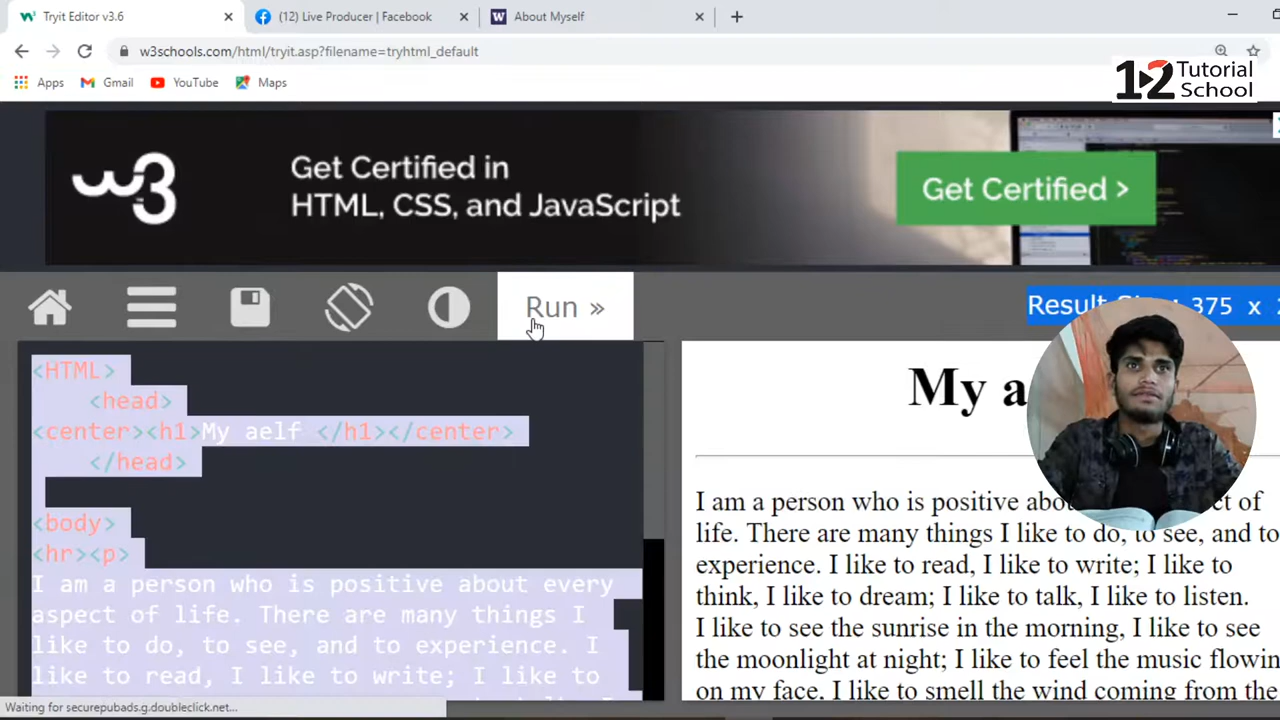 Tryit Editor v3.6
(12) Live Producer | Facebook
W About Myself
w3schools.com/html/tryit.asp?filename=tryhtml_default
Apps Gmail YouTube Maps
12 Tutorial
School
w3 Get Certified in
HTML, CSS, and JavaScript
Get Certified >
Run »
Result Size: 375 x
<HTML>
<head>
<center><h1>My aelf </h1></center>
</head>
<body>
<hr><p>
I am a person who is positive about every
aspect of life. There are many things I
like to do, to see, and to experience. I
like to read, I like to write; I like to
My a
I am a person who is positive abou ct of
life. There are many things I like to do, to see, and to
experience. I like to read, I like to write; I like to
think, I like to dream; I like to talk, I like to listen.
I like to see the sunrise in the morning, I like to see
the moonlight at night; I like to feel the music flowin
on my face, I like to smell the wind coming from the
Waiting for securepubads.g.doubleclick.net...